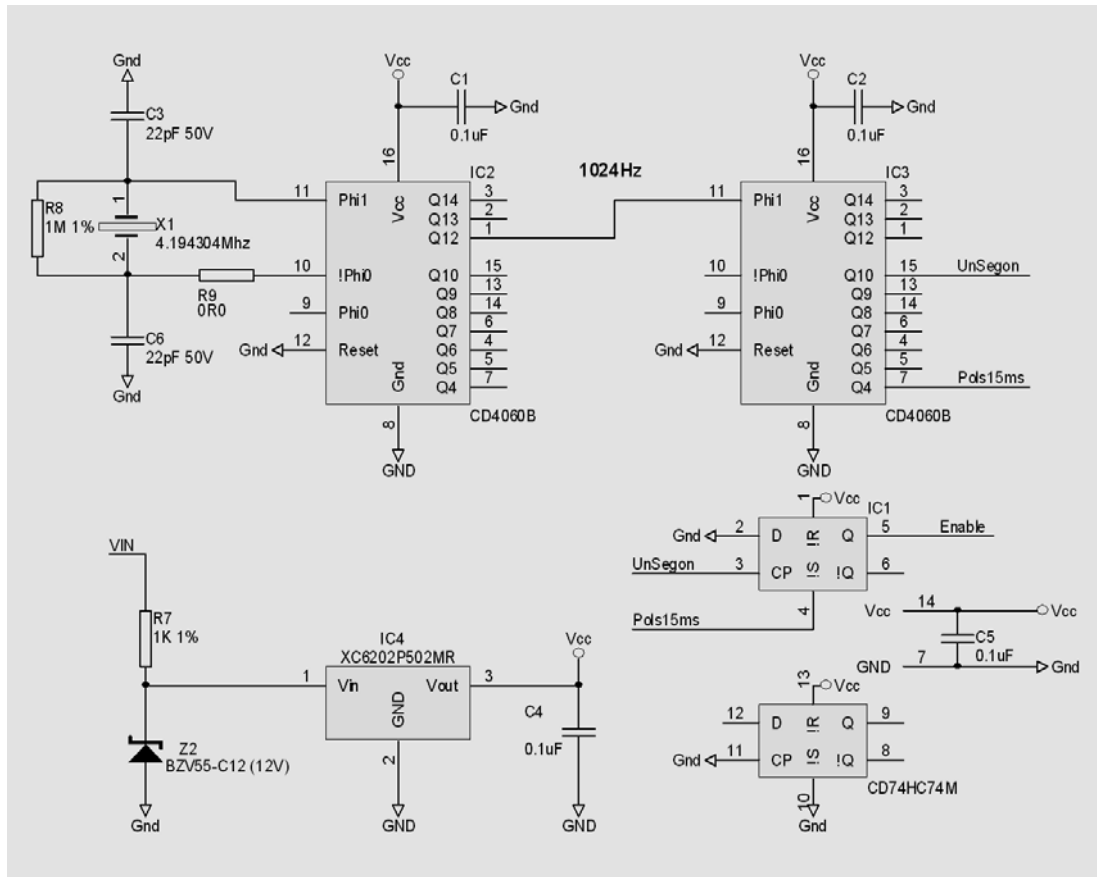 Gnd
C3
22pF 50V
R8
1M 1%
1
X1
4.194304Mhz
2
R9
0R0
C6
22pF 50V
Gnd
Vcc
C1
0.1uF
Gnd
16
IC2
11 Phi1
Vcc
10 !Phi0
9 Phi0
Gnd 12 Reset
Gnd
8
GND
Q14 3
Q13 2
Q12 1
Q10 15
Q9 13
Q8 14
Q7 6
Q6 4
Q5 5
Q4 7
CD4060B
1024Hz
Vcc
C2
0.1uF
Gnd
16
IC3
11 Phi1
Vcc
10 !Phi0
9 Phi0
Gnd 12 Reset
Gnd
8
GND
Q14 3
Q13 2
Q12 1
Q10 15 UnSegon
Q9 13
Q8 14
Q7 6
Q6 4
Q5 5
Q4 7 Pols15ms
CD4060B
VIN
R7
1K 1%
Z2
BZV55-C12 (12V)
Gnd
IC4
XC6202P502MR
1 Vin
Vout 3
GND
2
GND
Vcc
C4
0.1uF
GND
1 Vcc
IC1
Gnd 2 D !R Q 5 Enable
UnSegon 3 CP !S !Q 6
Pols15ms 4
Vcc 14 Vcc
C5
0.1uF
GND 7 Gnd
13 Vcc
12 D !R Q 9
Gnd 11 CP !S !Q 8
CD74HC74M
10
Gnd